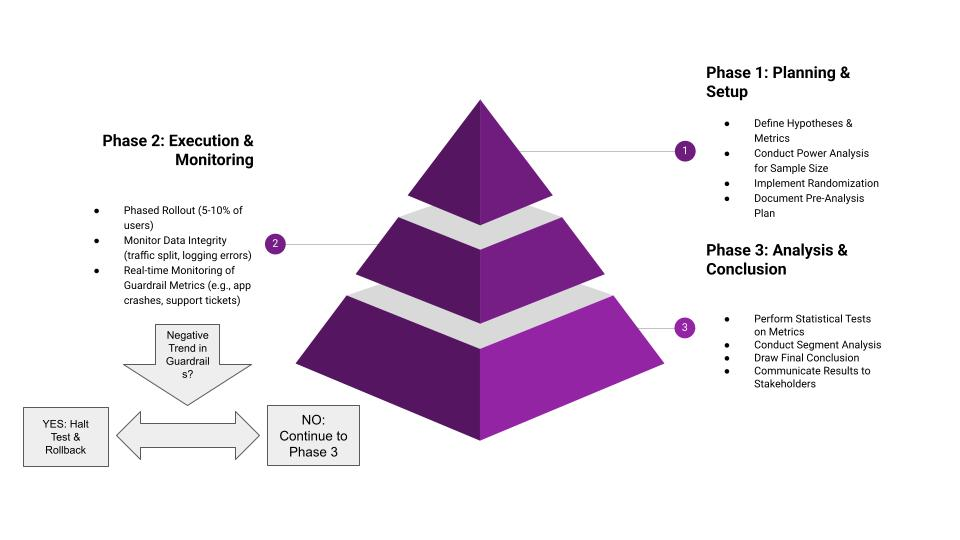 Phase 1: Planning &
Setup
● Define Hypotheses &
Metrics
● Conduct Power Analysis
for Sample Size
● Implement Randomization
● Document Pre-Analysis
Plan
1
Phase 2: Execution &
Monitoring
● Phased Rollout (5-10% of
users)
● Monitor Data Integrity
(traffic split, logging errors)
● Real-time Monitoring of
Guardrail Metrics (e.g., app
crashes, support tickets)
2
Negative
Trend in
Guardrail
s?
YES: Halt
Test &
Rollback
NO:
Continue to
Phase 3
Phase 3: Analysis &
Conclusion
● Perform Statistical Tests
on Metrics
● Conduct Segment Analysis
● Draw Final Conclusion
● Communicate Results to
Stakeholders
3